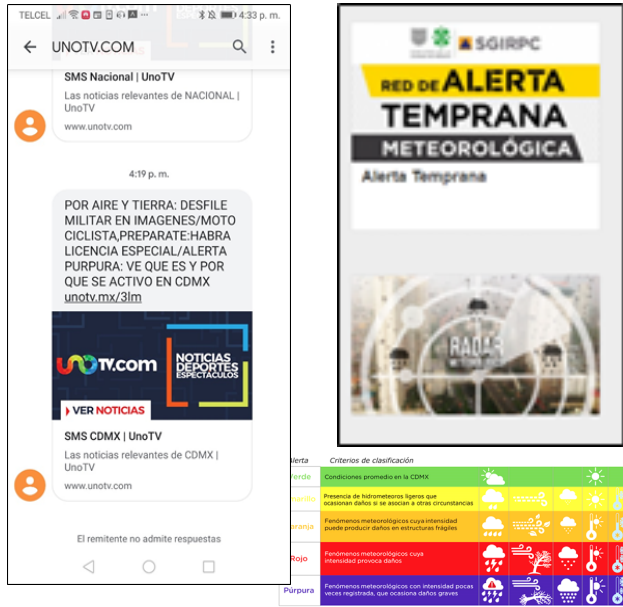 TELCEL
4:33 p. m.
UNOTV.COM
SMS Nacional | UnoTV
Las noticias relevantes de NACIONAL |
UnoTV
www.unotv.com
4:19 p. m.
POR AIRE Y TIERRA: DESFILE
MILITAR EN IMAGENES/MOTO
CICLISTA,PREPARATE:HABRA
LICENCIA ESPECIAL/ALERTA
PURPURA: VE QUE ES Y POR
QUE SE ACTIVO EN CDMX
unotv.mx/3lm
UNOTV.com
NOTICIAS
DEPORTES
ESPECTACULOS
VER NOTICIAS
SMS CDMX | UnoTV
Las noticias relevantes de CDMX |
UnoTV
www.unotv.com
El remitente no admite respuestas
SGIRPC
RED DE ALERTA
TEMPRANA
METEOROLÓGICA
Alerta Temprana
RADAR
lerta Criterios de clasificación
erde Condiciones promedio en la CDMX
Presencia de hidrometeoros ligeros que
ocasionan daños si se asocian a otras circunstancias
aranja Fenómenos meteorológicos cuya intensidad
puede producir daños en estructuras frágiles
Rojo Fenómenos meteorológicos cuya
intensidad provoca daños
Púrpura Fenómenos meteorológicos con intensidad pocas
veces registrada, que ocasiona daños graves